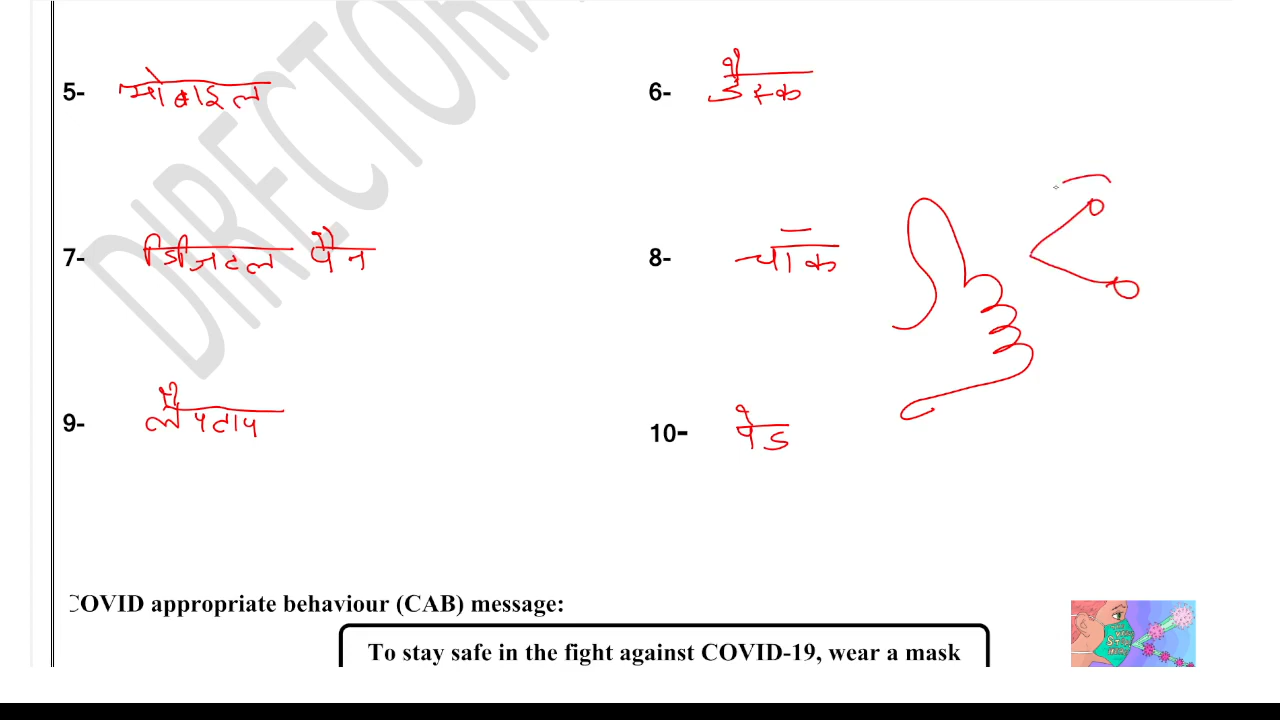 DIRECTOR
5- मोबाइल
6- डैस्क
7- डिजिटल पैन
8- चाक
9- लैपटाप
10- पेड
COVID appropriate behaviour (CAB) message:
To stay safe in the fight against COVID-19, wear a mask